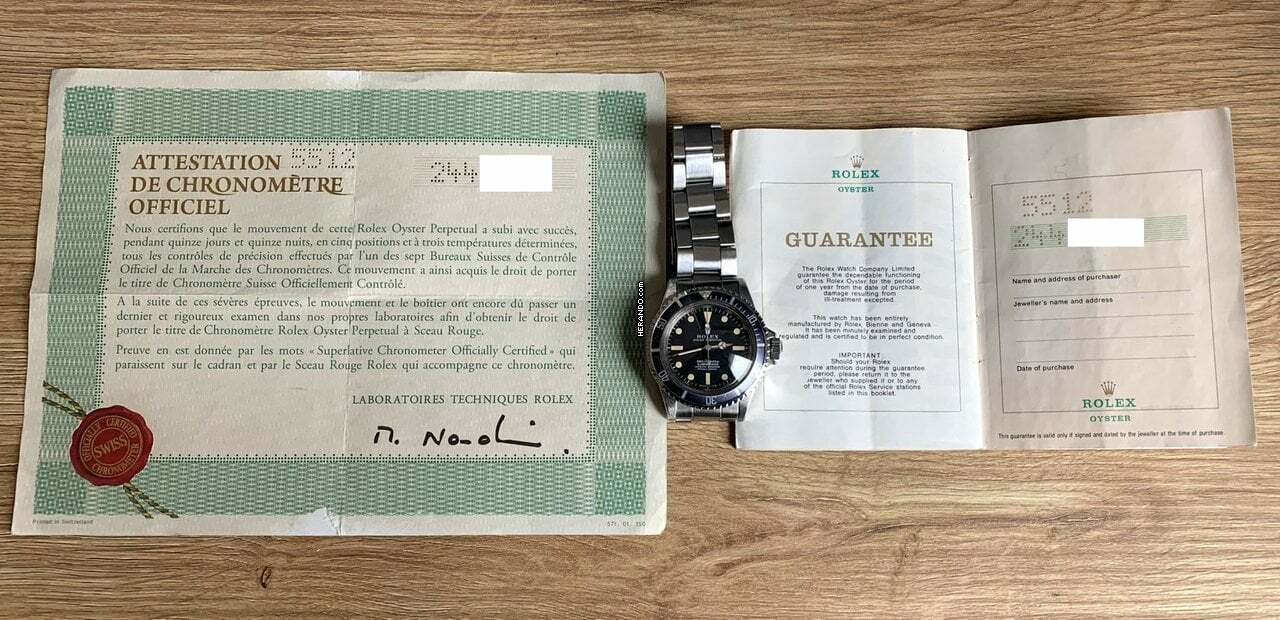 ATTESTATION 5512
DE CHRONOMÈTRE
OFFICIEL
244
Nous certifions que le mouvement de cette Rolex Oyster Perpetual a subi avec succès,
pendant quinze jours et quinze nuits, en cinq positions et à trois températures déterminées,
tous les contrôles de précision effectués par l'un des sept Bureaux Suisses de Contrôle
Officiel de la Marche des Chronomètres. Ce mouvement a ainsi acquis le droit de porter
le titre de Chronomètre Suisse Officiellement Contrôlé.
A la suite de ces sévères épreuves, le mouvement et le boîtier ont encore dû passer un
dernier et rigoureux examen dans nos laboratoires afin d'obtenir le droit de
porter le titre de Chronomètre Rolex Oyster Perpetual à Sceau Rouge.
Preuve en est donnée par les mots « Superlative Chronometer Officially Certified » qui
paraissent sur le cadran et par le Sceau Rouge Rolex qui accompagne ce chronomètre.
LABORATOIRES TECHNIQUES ROLEX
OFFICIALLY CERTIFIED
SWISS
CHRONOMETER
Printed in Switzerland
571. 01. 150
HERANDO.com
ROLEX
ROLEX
OYSTER
GUARANTEE
The Rolex Watch Company Limited
guarantee the dependable functioning
of this Rolex Oyster for the period
of one year from the date of purchase,
damage resulting from
ill-treatment excepted.
This watch has been entirely
manufactured by Rolex, Bienne and Geneva.
It has been minutely examined and
regulated and is certified to be in perfect condition.
IMPORTANT:
Should your Rolex
require attention during the guarantee
period, please return it to the
jeweller who supplied it or to any
of the official Rolex Service stations
listed in this booklet.
5512
244
Name and address of purchaser
Jeweller's name and address
Date of purchase
ROLEX
OYSTER
This guarantee is valid only if signed and dated by the jeweller at the time of purchase.